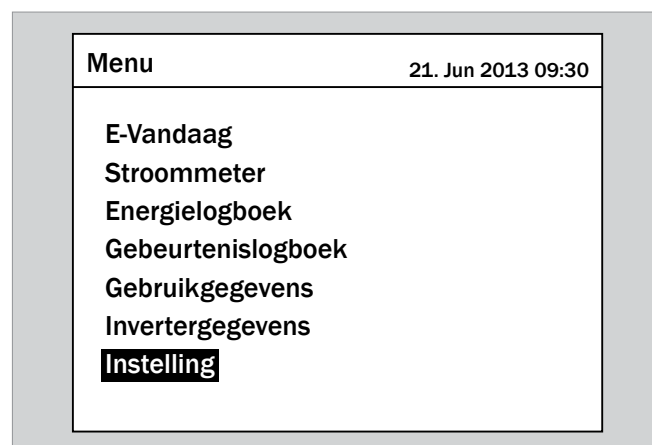 Menu
21. Jun 2013 09:30
E-Vandaag
Stroommeter
Energielogboek
Gebeurtenislogboek
Gebruikgegevens
Invertergegevens
Instelling